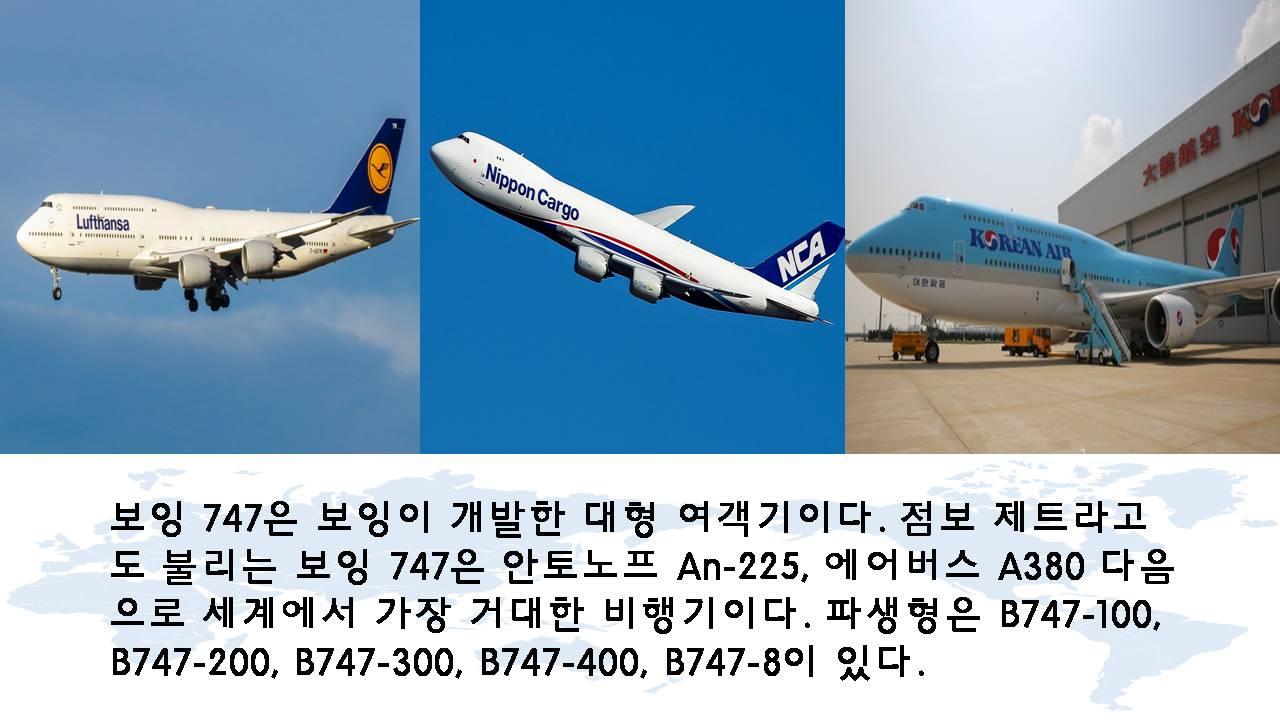 Lufthansa
Nippon Cargo
NCA
KOREAN AIR
대한항공
大韓航空
보잉 747은 보잉이 개발한 대형 여객기이다. 점보 제트라고
도 불리는 보잉 747은 안토노프 An-225, 에어버스 A380 다음
으로 세계에서 가장 거대한 비행기이다. 파생형은 B747-100,
B747-200, B747-300, B747-400, B747-8이 있다.